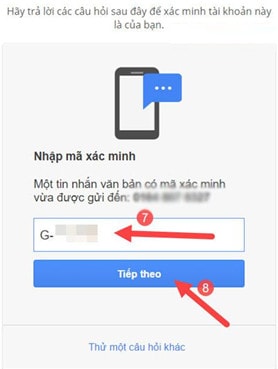 Hãy trả lời các câu hỏi sau đây để xác minh tài khoản này
là của bạn.
Nhập mã xác minh
Một tin nhắn văn bản có mã xác minh
vừa được gửi đến:
7
G-
Tiếp theo
8
Thử một câu hỏi khác